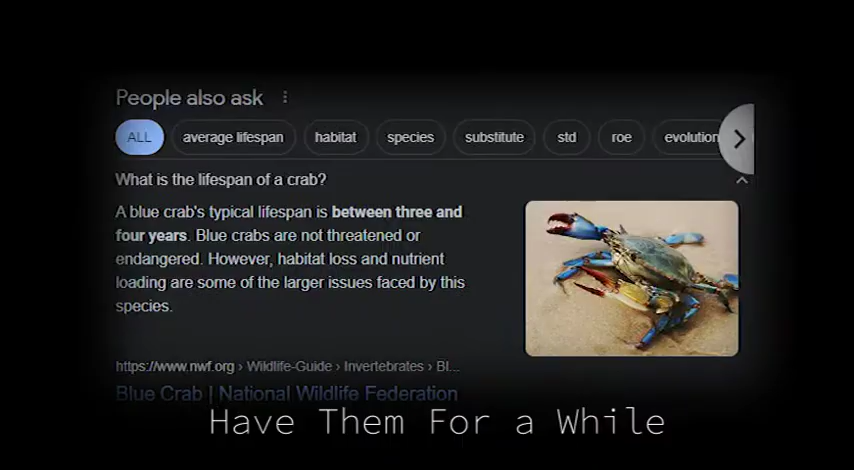 People also ask
ALL average lifespan habitat species substitute std roe evolution
What is the lifespan of a crab?
A blue crab's typical lifespan is between three and
four years. Blue crabs are not threatened or
endangered. However, habitat loss and nutrient
loading are some of the larger issues faced by this
species.
https://www.nwf.org › Wildlife-Guide › Invertebrates › Bl...
Blue Crab | National Wildlife Federation
Have Them For a While